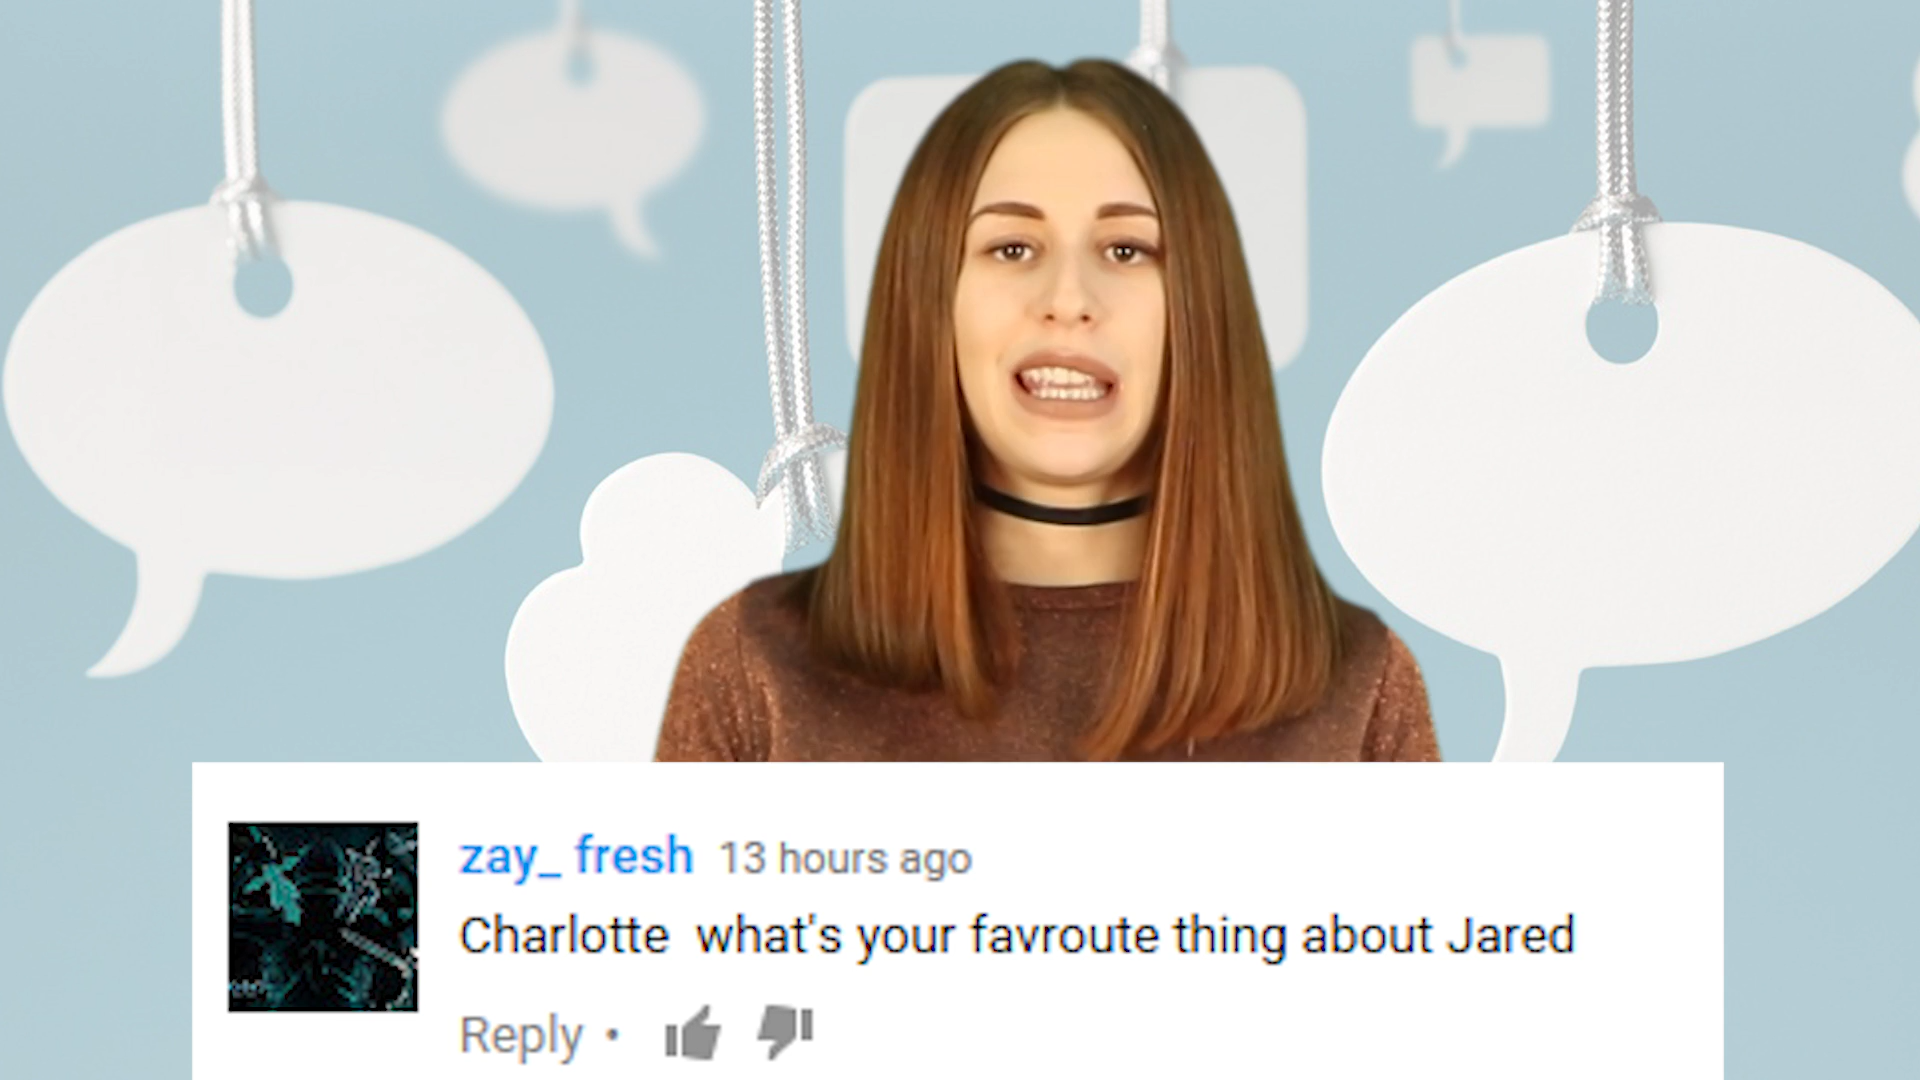 zay_ fresh 13 hours ago
Charlotte  what's your favroute thing about Jared
Reply •